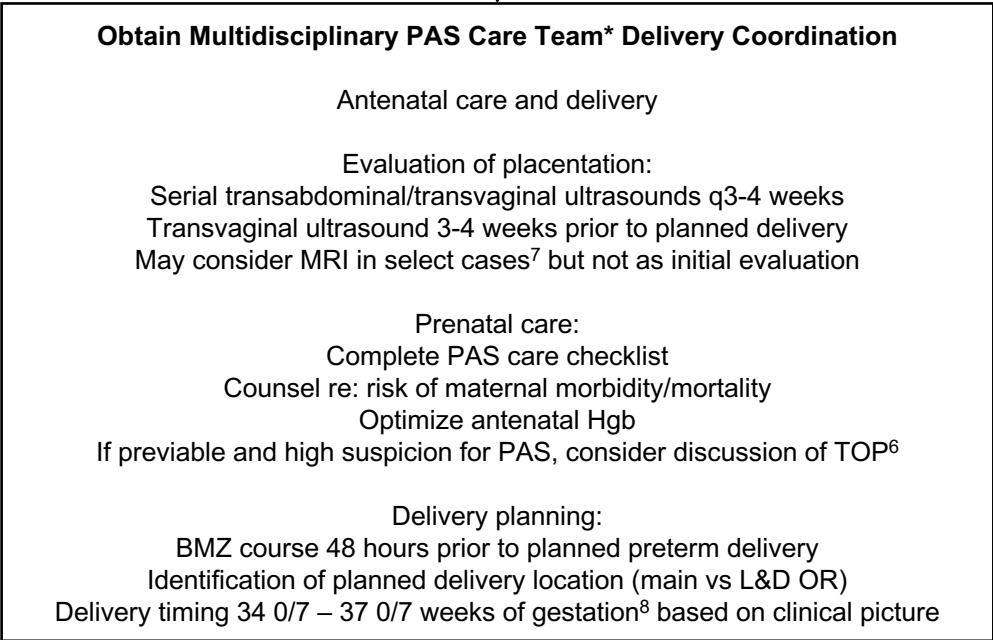 Obtain Multidisciplinary PAS Care Team* Delivery Coordination
Antenatal care and delivery
Evaluation of placentation:
Serial transabdominal/transvaginal ultrasounds q3-4 weeks
Transvaginal ultrasound 3-4 weeks prior to planned delivery
May consider MRI in select cases⁷ but not as initial evaluation
Prenatal care:
Complete PAS care checklist
Counsel re: risk of maternal morbidity/mortality
Optimize antenatal Hgb
If previable and high suspicion for PAS, consider discussion of TOP⁶
Delivery planning:
BMZ course 48 hours prior to planned preterm delivery
Identification of planned delivery location (main vs L&D OR)
Delivery timing 34 0/7 – 37 0/7 weeks of gestation⁸ based on clinical picture